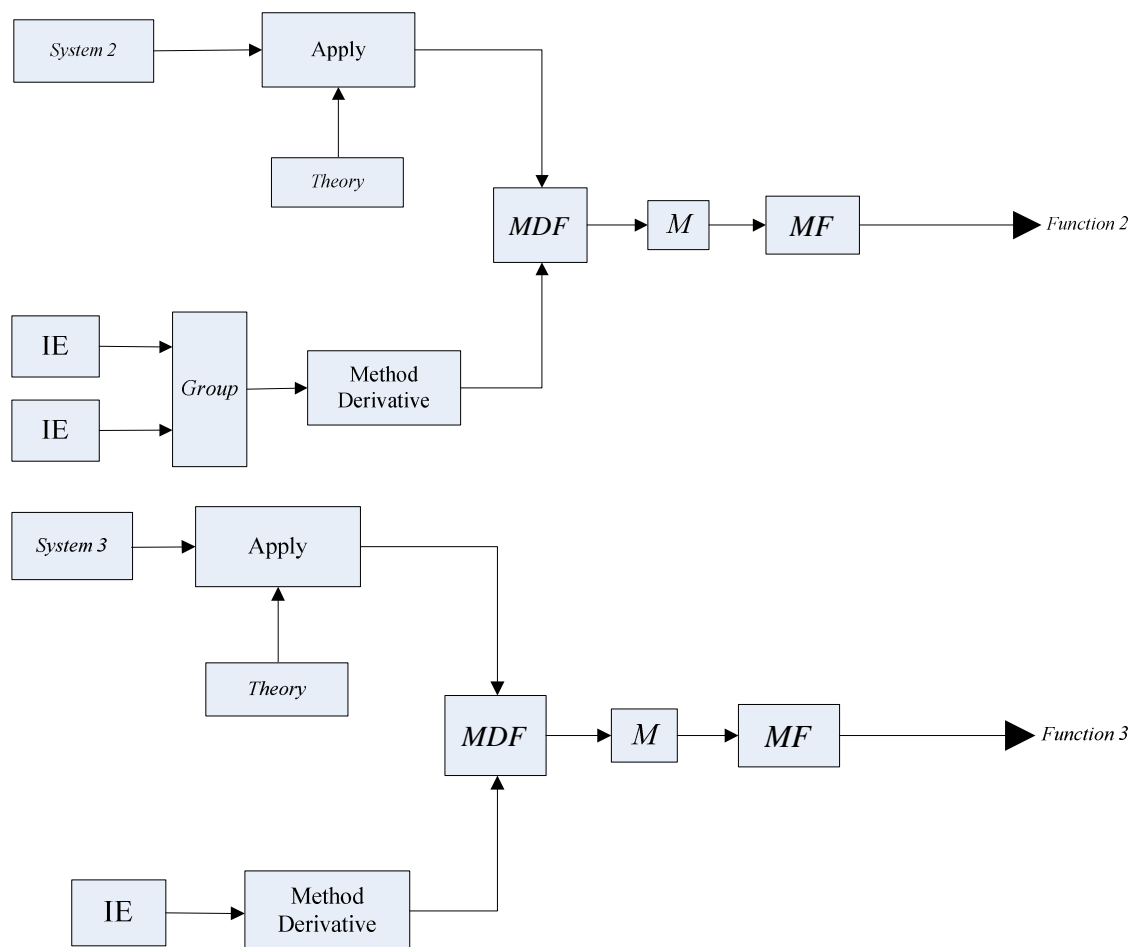 System 2
Apply
Theory
MDF
M
MF
Function 2
IE
IE
Group
Method
Derivative
System 3
Apply
Theory
MDF
M
MF
Function 3
IE
Method
Derivative